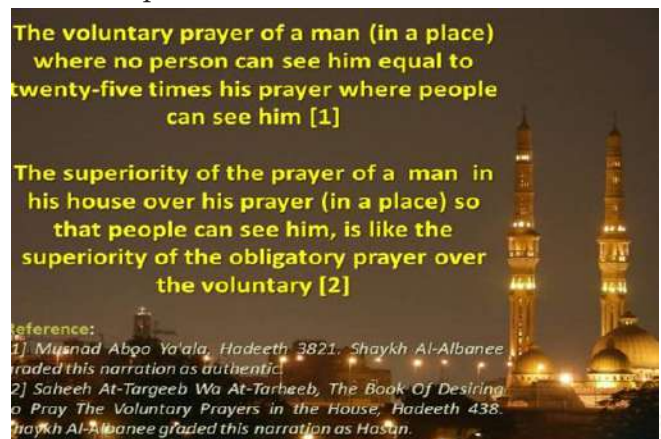 The voluntary prayer of a man (in a place)
where no person can see him equal to
twenty-five times his prayer where people
can see him [1]
The superiority of the prayer of a man in
his house over his prayer (in a place) so
that people can see him, is like the
superiority of the obligatory prayer over
the voluntary [2]
Reference:
1] Musnad Aboo Ya'ala, Hadeeth 3821. Shaykh Al-Albanee
graded this narration as authentic.
2] Saheeh At-Targeeb Wa At-Tarheeb, The Book Of Desiring
o Pray The Voluntary Prayers in the House, Hadeeth 438.
Shaykh Al-Albanee graded this narration as Hasan.